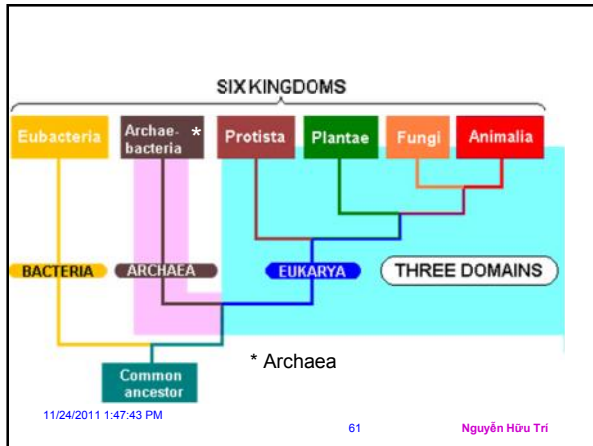 SIX KINGDOMS
Eubacteria
Archae-
bacteria *
Protista
Plantae
Fungi
Animalia
BACTERIA
ARCHAEA
EUKARYA
THREE DOMAINS
* Archaea
Common
ancestor
11/24/2011 1:47:43 PM
61
Nguyễn Hữu Trí